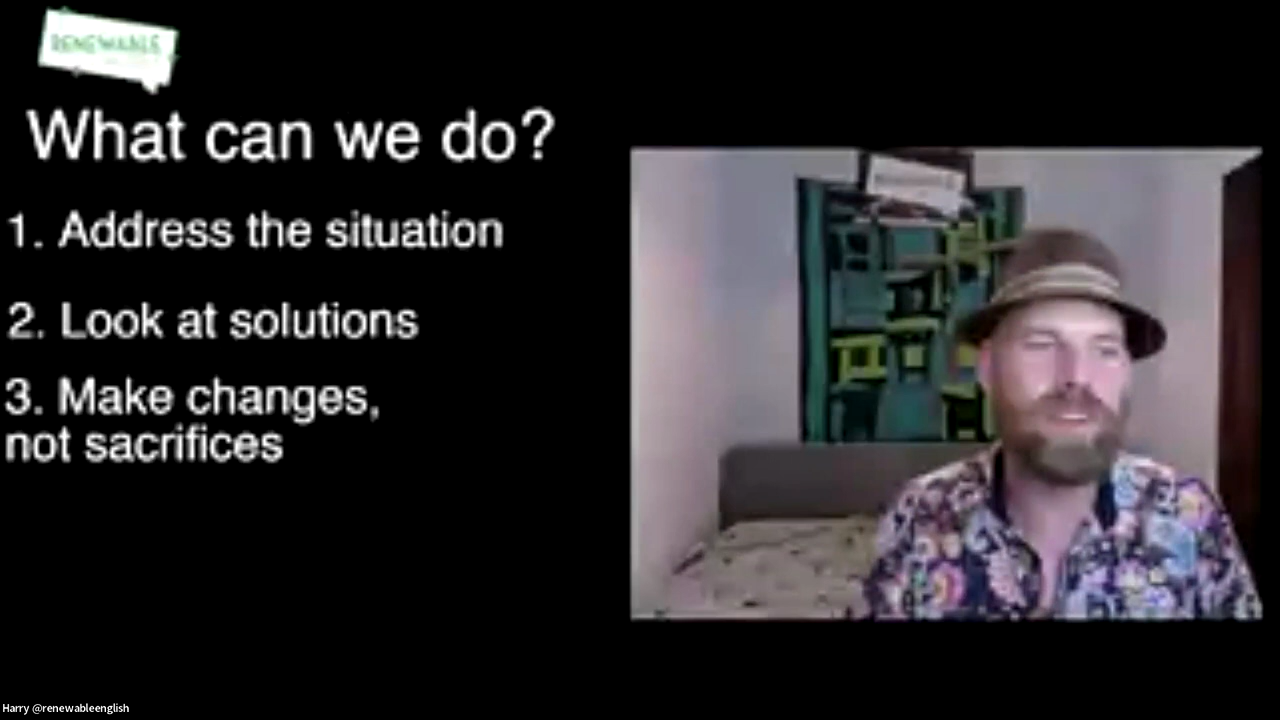 RENEWABLE
What can we do?
1. Address the situation
2. Look at solutions
3. Make changes,
not sacrifices
Harry @renewableenglish